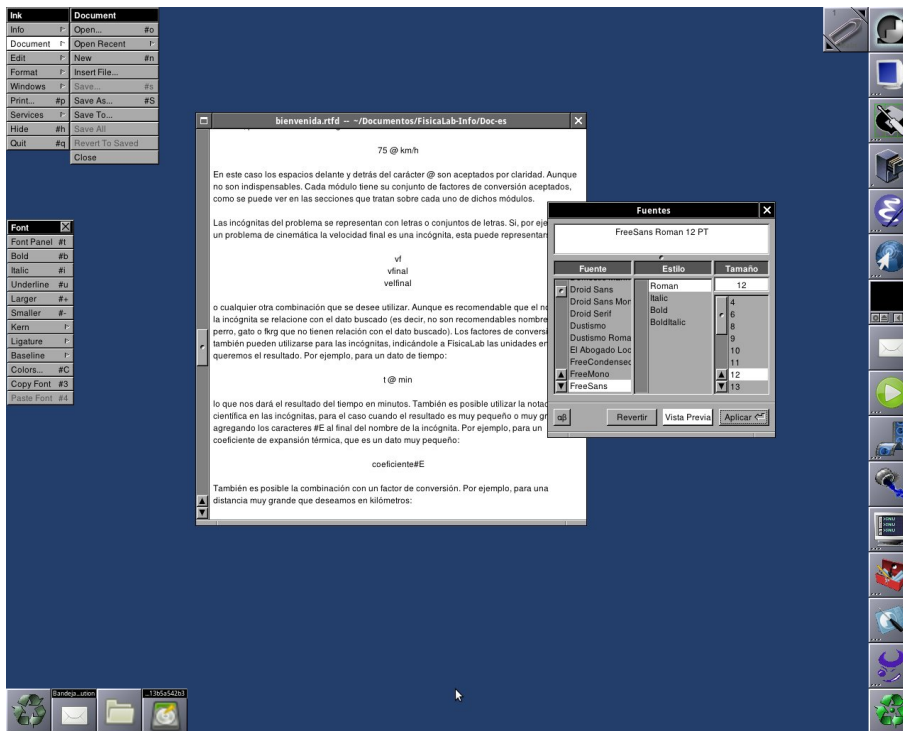 Ink
Info
Document
Edit
Format
Windows
Print... #p
Services
Hide #h
Quit #q
Document
Open... #o
Open Recent
New #n
Insert File...
Save... #s
Save As... #S
Save To...
Save All
Revert To Saved
Close
Font
Font Panel #t
Bold #b
Italic #i
Underline #u
Larger #+
Smaller #-
Kern
Ligature
Baseline
Colors... #C
Copy Font #3
Paste Font #4
bienvenida.rtfd -- ~/Documentos/FisicaLab-Info/Doc-es
75 @ km/h
En este caso los espacios delante y detrás del carácter @ son aceptados por claridad. Aunque
no son indispensables. Cada módulo tiene su conjunto de factores de conversión aceptados,
como se puede ver en las secciones que tratan sobre cada uno de dichos módulos.
Las incógnitas del problema se representan con letras o conjuntos de letras. Si, por eje
un problema de cinemática la velocidad final es una incógnita, esta puede representar
vf
vfinal
velfinal
o cualquier otra combinación que se desee utilizar. Aunque es recomendable que el no
la incógnita se relacione con el dato buscado (es decir, no son recomendables nombre
perro, gato o fkrg que no tienen relación con el dato buscado). Los factores de conversi
también pueden utilizarse para las incógnitas, indicándole a FisicaLab las unidades en
queremos el resultado. Por ejemplo, para un dato de tiempo:
t @ min
lo que nos dará el resultado del tiempo en minutos. También es posible utilizar la notac
científica en las incógnitas, para el caso cuando el resultado es muy pequeño o muy gr
agregando los caracteres #E al final del nombre de la incógnita. Por ejemplo, para un
coeficiente de expansión térmica, que es un dato muy pequeño:
coeficiente#E
También es posible la combinación con un factor de conversión. Por ejemplo, para una
distancia muy grande que deseamos en kilómetros:
Fuentes
FreeSans Roman 12 PT
Fuente
Droid Sans
Droid Sans Mor
Droid Serif
Dustismo
Dustismo Roma
El Abogado Loc
FreeCondensed
FreeMono
FreeSans
Estilo
Roman
Italic
Bold
BoldItalic
Tamaño
12
4
6
8
9
10
11
12
13
αβ
Revertir
Vista Previa
Aplicar
1
Bandeja...ution
...13b5a542b3